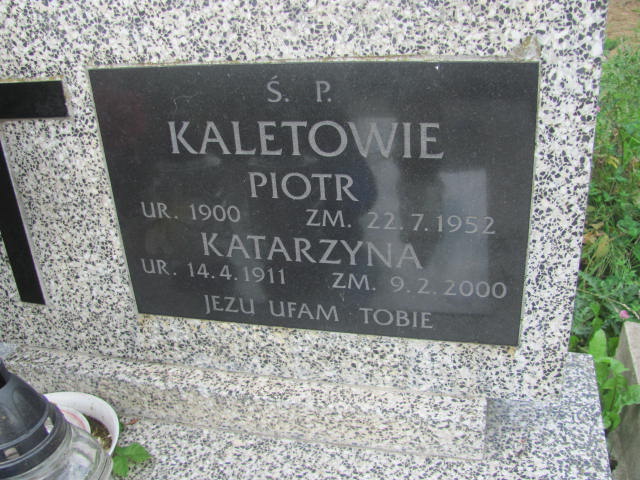 Ś. P.
KALETOWIE
PIOTR
UR. 1900 ZM. 22.7.1952
KATARZYNA
UR. 14.4.1911 ZM. 9.2.2000
JEZU UFAM TOBIE